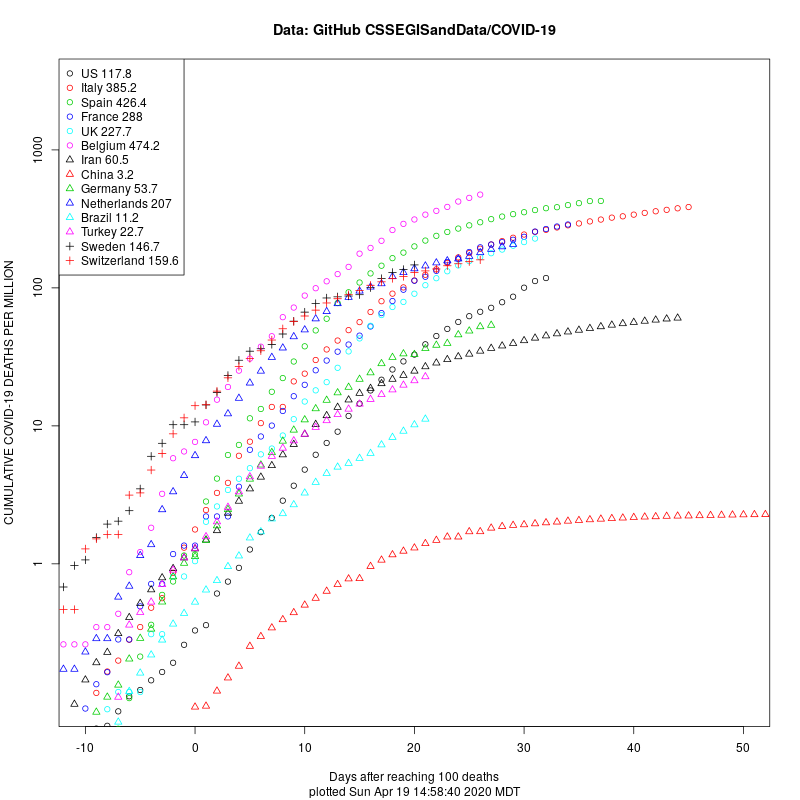 Data: GitHub CSSEGISandData/COVID-19
US 117.8
Italy 385.2
Spain 426.4
France 288
UK 227.7
Belgium 474.2
Iran 60.5
China 3.2
Germany 53.7
Netherlands 207
Brazil 11.2
Turkey 22.7
Sweden 146.7
Switzerland 159.6
CUMULATIVE COVID-19 DEATHS PER MILLION
1000
100
10
1
-10 0 10 20 30 40 50
Days after reaching 100 deaths
plotted Sun Apr 19 14:58:40 2020 MDT